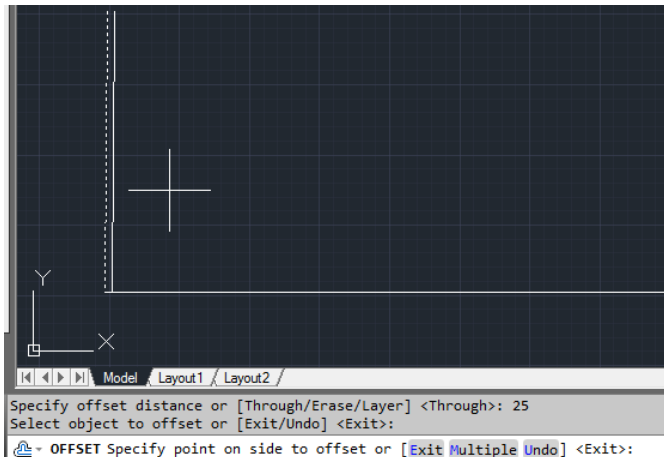 Y
X
Model Layout1 Layout2
Specify offset distance or [Through/Erase/Layer] <Through>: 25
Select object to offset or [Exit/Undo] <Exit>:
OFFSET Specify point on side to offset or [Exit Multiple Undo] <Exit>: